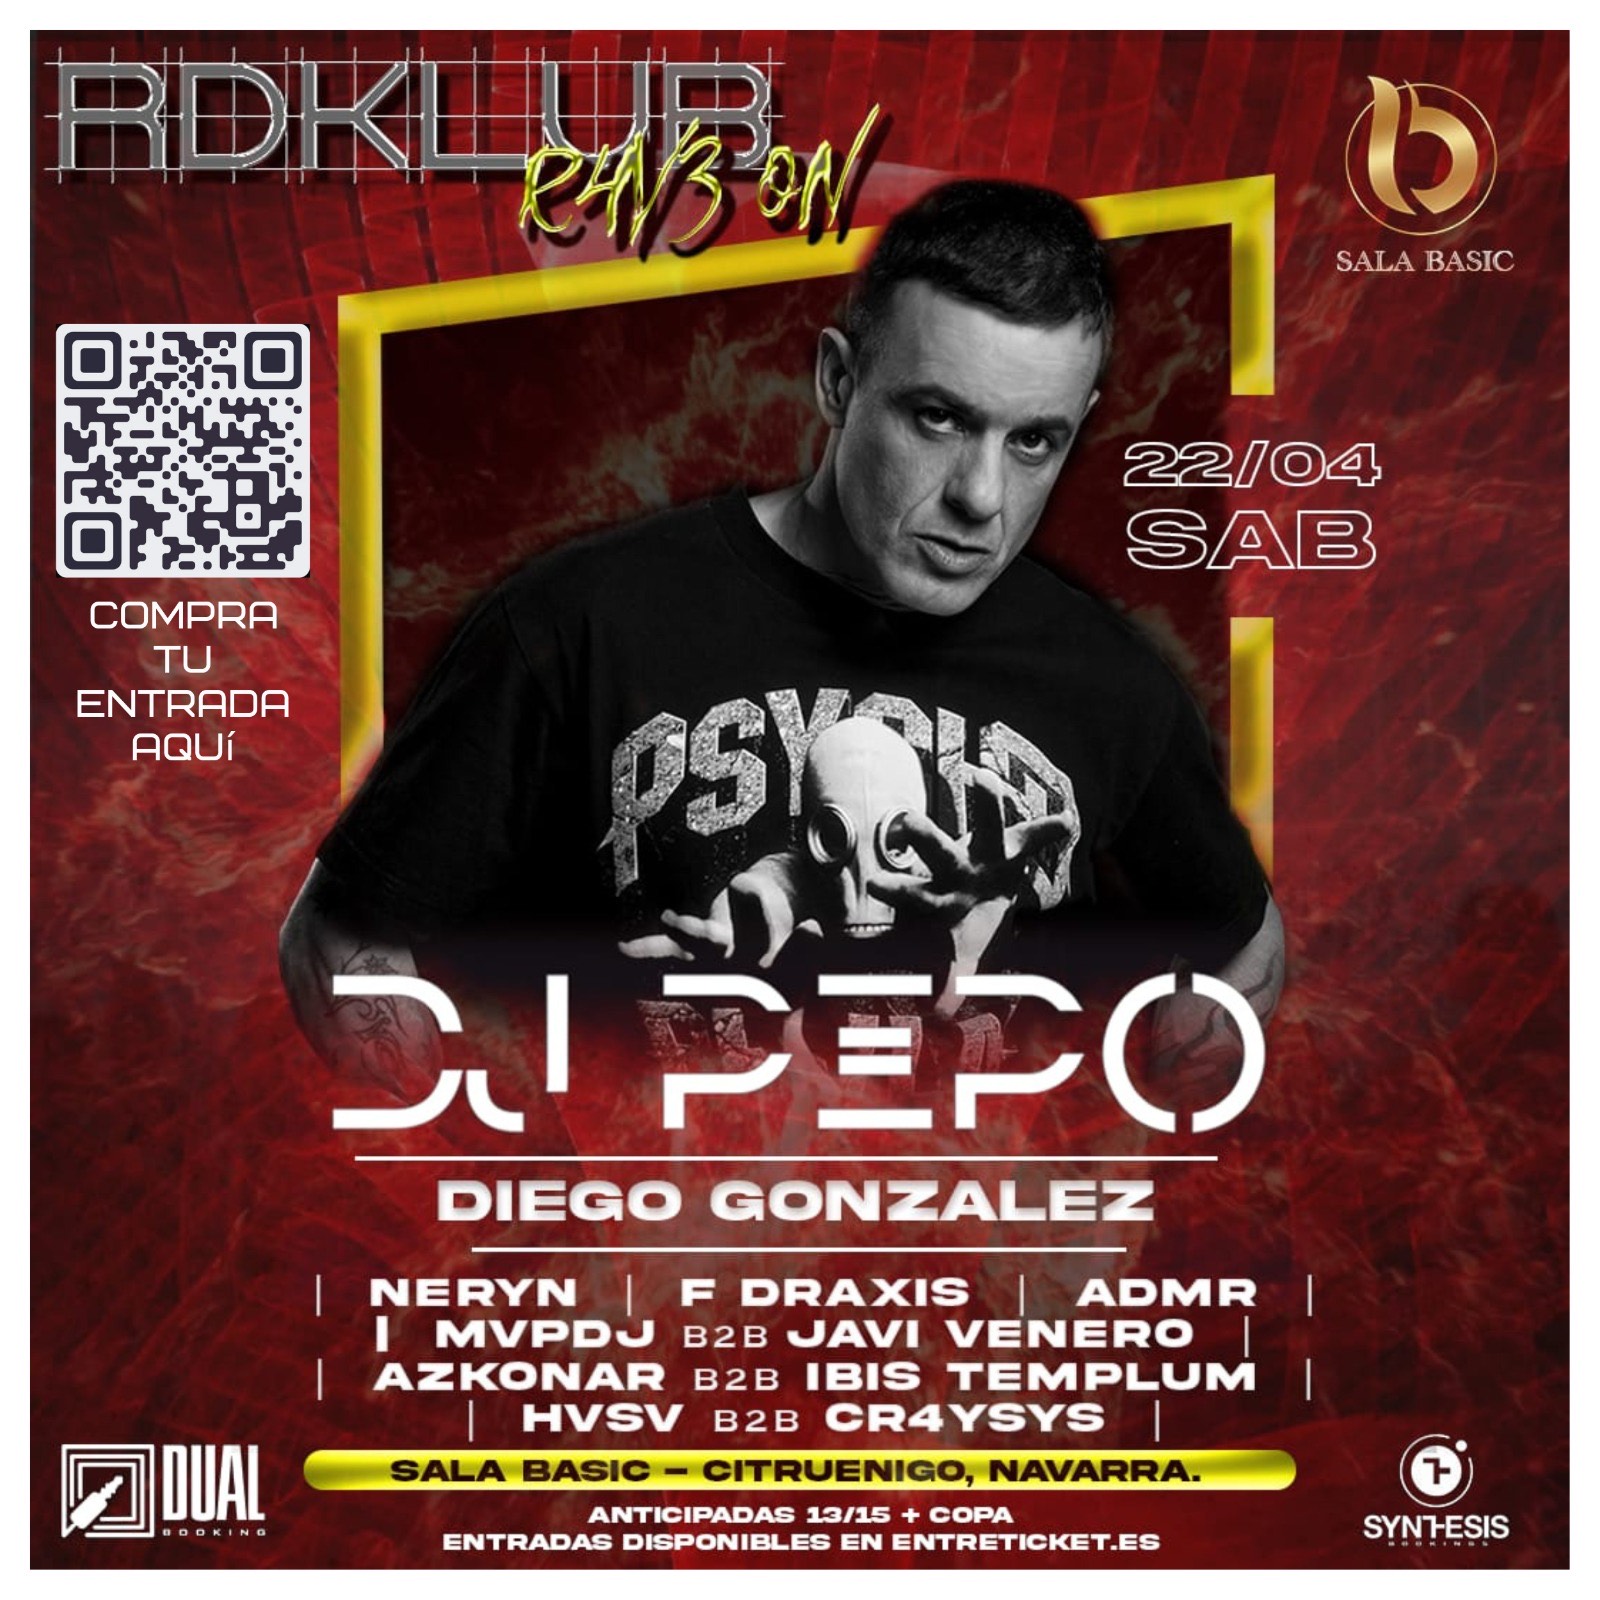 RDKLUB
R4V3 ON
SALA BASIC
22/04
SAB
COMPRA
TU
ENTRADA
AQUí
DJ PEPO
DIEGO GONZALEZ
| NERYN | F DRAXIS | ADMR |
| MVPDJ B2B JAVI VENERO |
| AZKONAR B2B IBIS TEMPLUM |
| HVSV B2B CR4YSYS |
SALA BASIC – CITRUENIGO, NAVARRA.
ANTICIPADAS 13/15 + COPA
ENTRADAS DISPONIBLES EN ENTRETICKET.ES
DUAL
BOOKING
SYNTHESIS
BOOKINGS